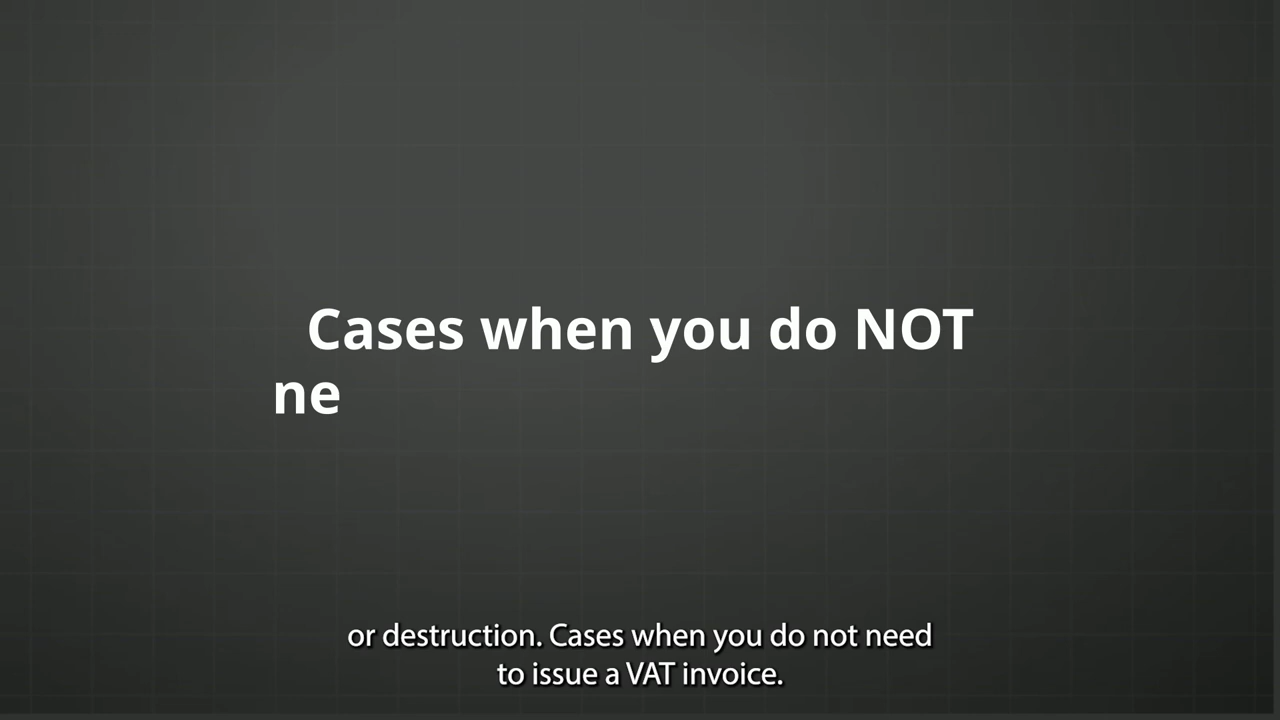 Cases when you do NOT
ne
or destruction. Cases when you do not need
to issue a VAT invoice.